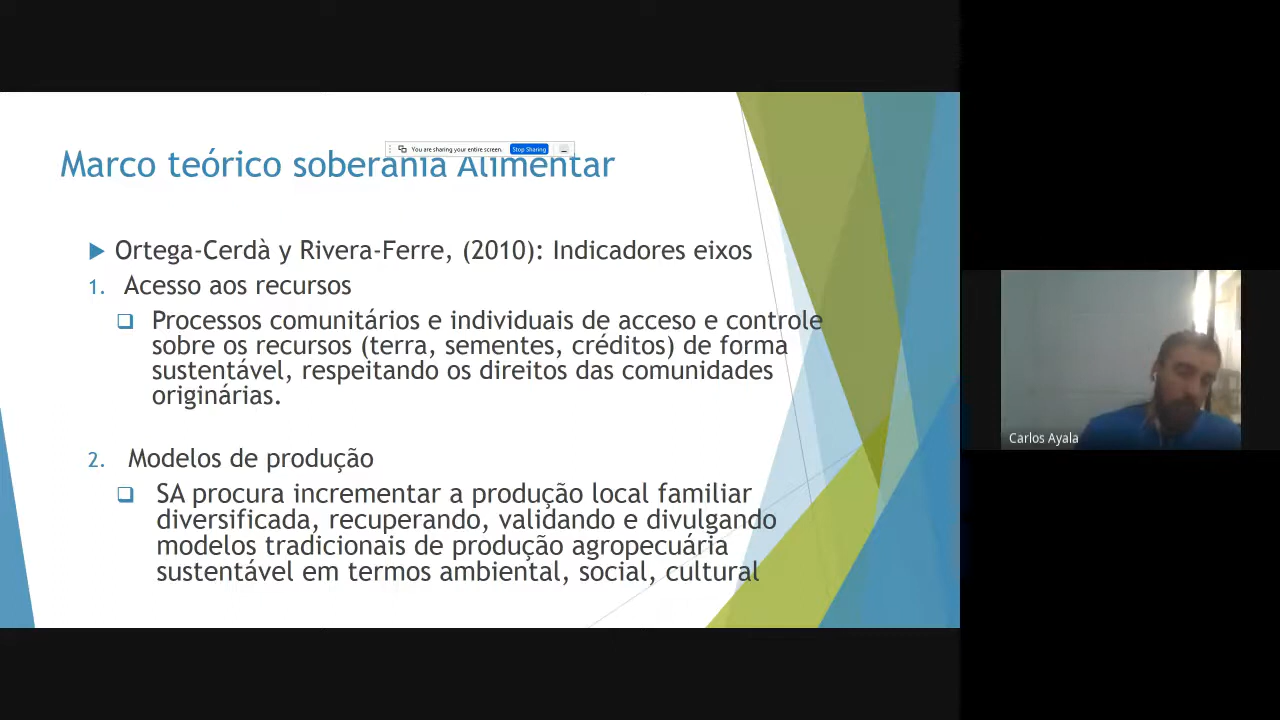 You are sharing your entire screen.
Stop Sharing
Marco teórico soberanía Alimentar
Ortega-Cerdà y Rivera-Ferre, (2010): Indicadores eixos
1. Acesso aos recursos
Processos comunitários e individuais de acceso e controle
sobre os recursos (terra, sementes, créditos) de forma
sustentável, respeitando os direitos das comunidades
originárias.
2. Modelos de produção
SA procura incrementar a produção local familiar
diversificada, recuperando, validando e divulgando
modelos tradicionais de produção agropecuária
sustentável em termos ambiental, social, cultural
Carlos Ayala